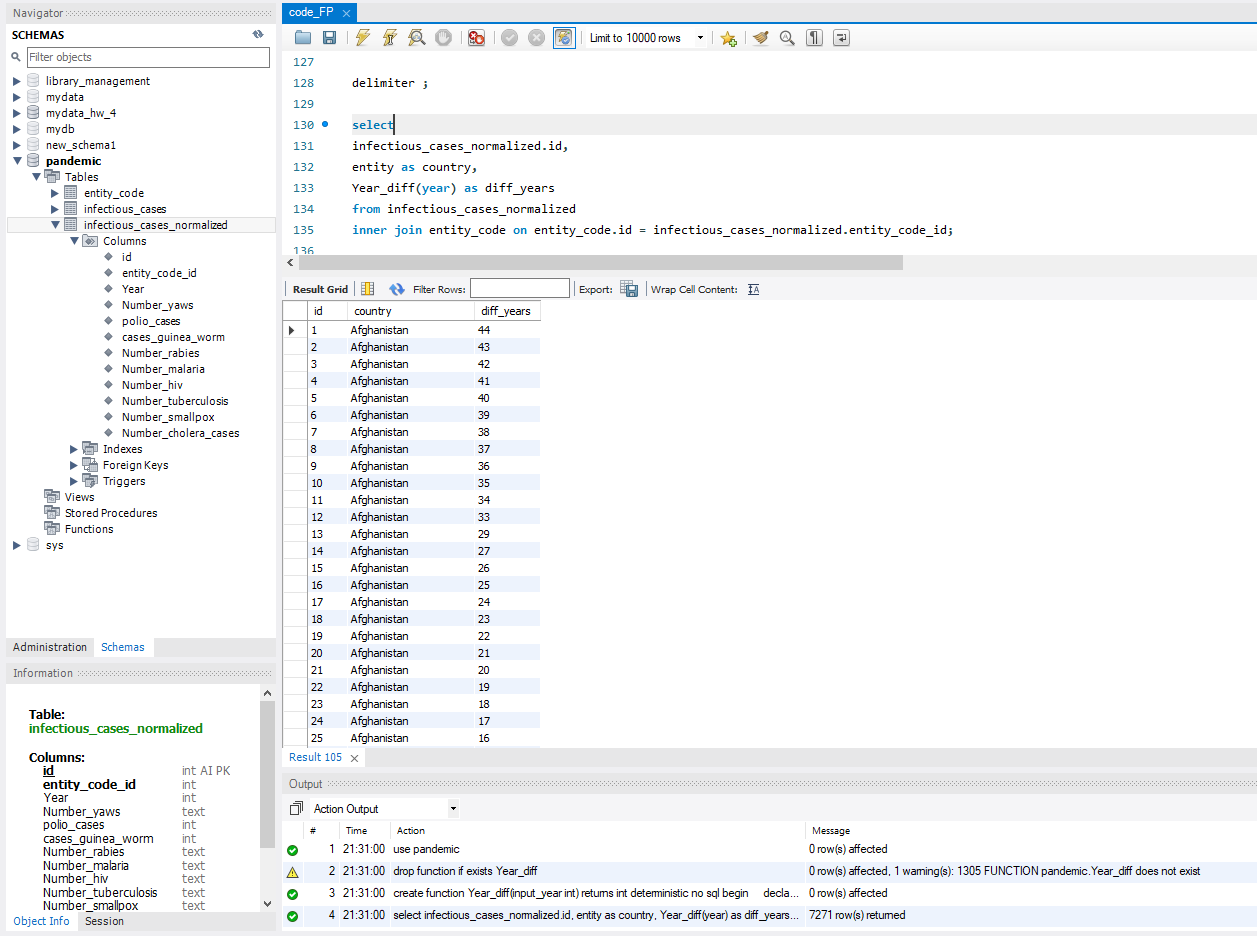 Navigator
SCHEMAS
Filter objects
library_management
mydata
mydata_hw_4
mydb
new_schema1
pandemic
Tables
entity_code
infectious_cases
infectious_cases_normalized
Columns
id
entity_code_id
Year
Number_yaws
polio_cases
cases_guinea_worm
Number_rabies
Number_malaria
Number_hiv
Number_tuberculosis
Number_smallpox
Number_cholera_cases
Indexes
Foreign Keys
Triggers
Views
Stored Procedures
Functions
sys
Administration Schemas
Information
Table:
infectious_cases_normalized
Columns:
id int AI PK
entity_code_id int
Year int
Number_yaws text
polio_cases int
cases_guinea_worm int
Number_rabies text
Number_malaria text
Number_hiv text
Number_tuberculosis text
Number_smallpox text
Object Info Session
code_FP
Limit to 10000 rows
127
128 delimiter ;
129
130 select
131 infectious_cases_normalized.id,
132 entity as country,
133 Year_diff(year) as diff_years
134 from infectious_cases_normalized
135 inner join entity_code on entity_code.id = infectious_cases_normalized.entity_code_id;
136
Result Grid Filter Rows: Export: Wrap Cell Content:
id country diff_years
1 Afghanistan 44
2 Afghanistan 43
3 Afghanistan 42
4 Afghanistan 41
5 Afghanistan 40
6 Afghanistan 39
7 Afghanistan 38
8 Afghanistan 37
9 Afghanistan 36
10 Afghanistan 35
11 Afghanistan 34
12 Afghanistan 33
13 Afghanistan 29
14 Afghanistan 27
15 Afghanistan 26
16 Afghanistan 25
17 Afghanistan 24
18 Afghanistan 23
19 Afghanistan 22
20 Afghanistan 21
21 Afghanistan 20
22 Afghanistan 19
23 Afghanistan 18
24 Afghanistan 17
25 Afghanistan 16
Result 105
Output
Action Output
# Time Action Message
1 21:31:00 use pandemic 0 row(s) affected
2 21:31:00 drop function if exists Year_diff 0 row(s) affected, 1 warning(s): 1305 FUNCTION pandemic.Year_diff does not exist
3 21:31:00 create function Year_diff(input_year int) returns int deterministic no sql begin decla... 0 row(s) affected
4 21:31:00 select infectious_cases_normalized.id, entity as country, Year_diff(year) as diff_years... 7271 row(s) returned